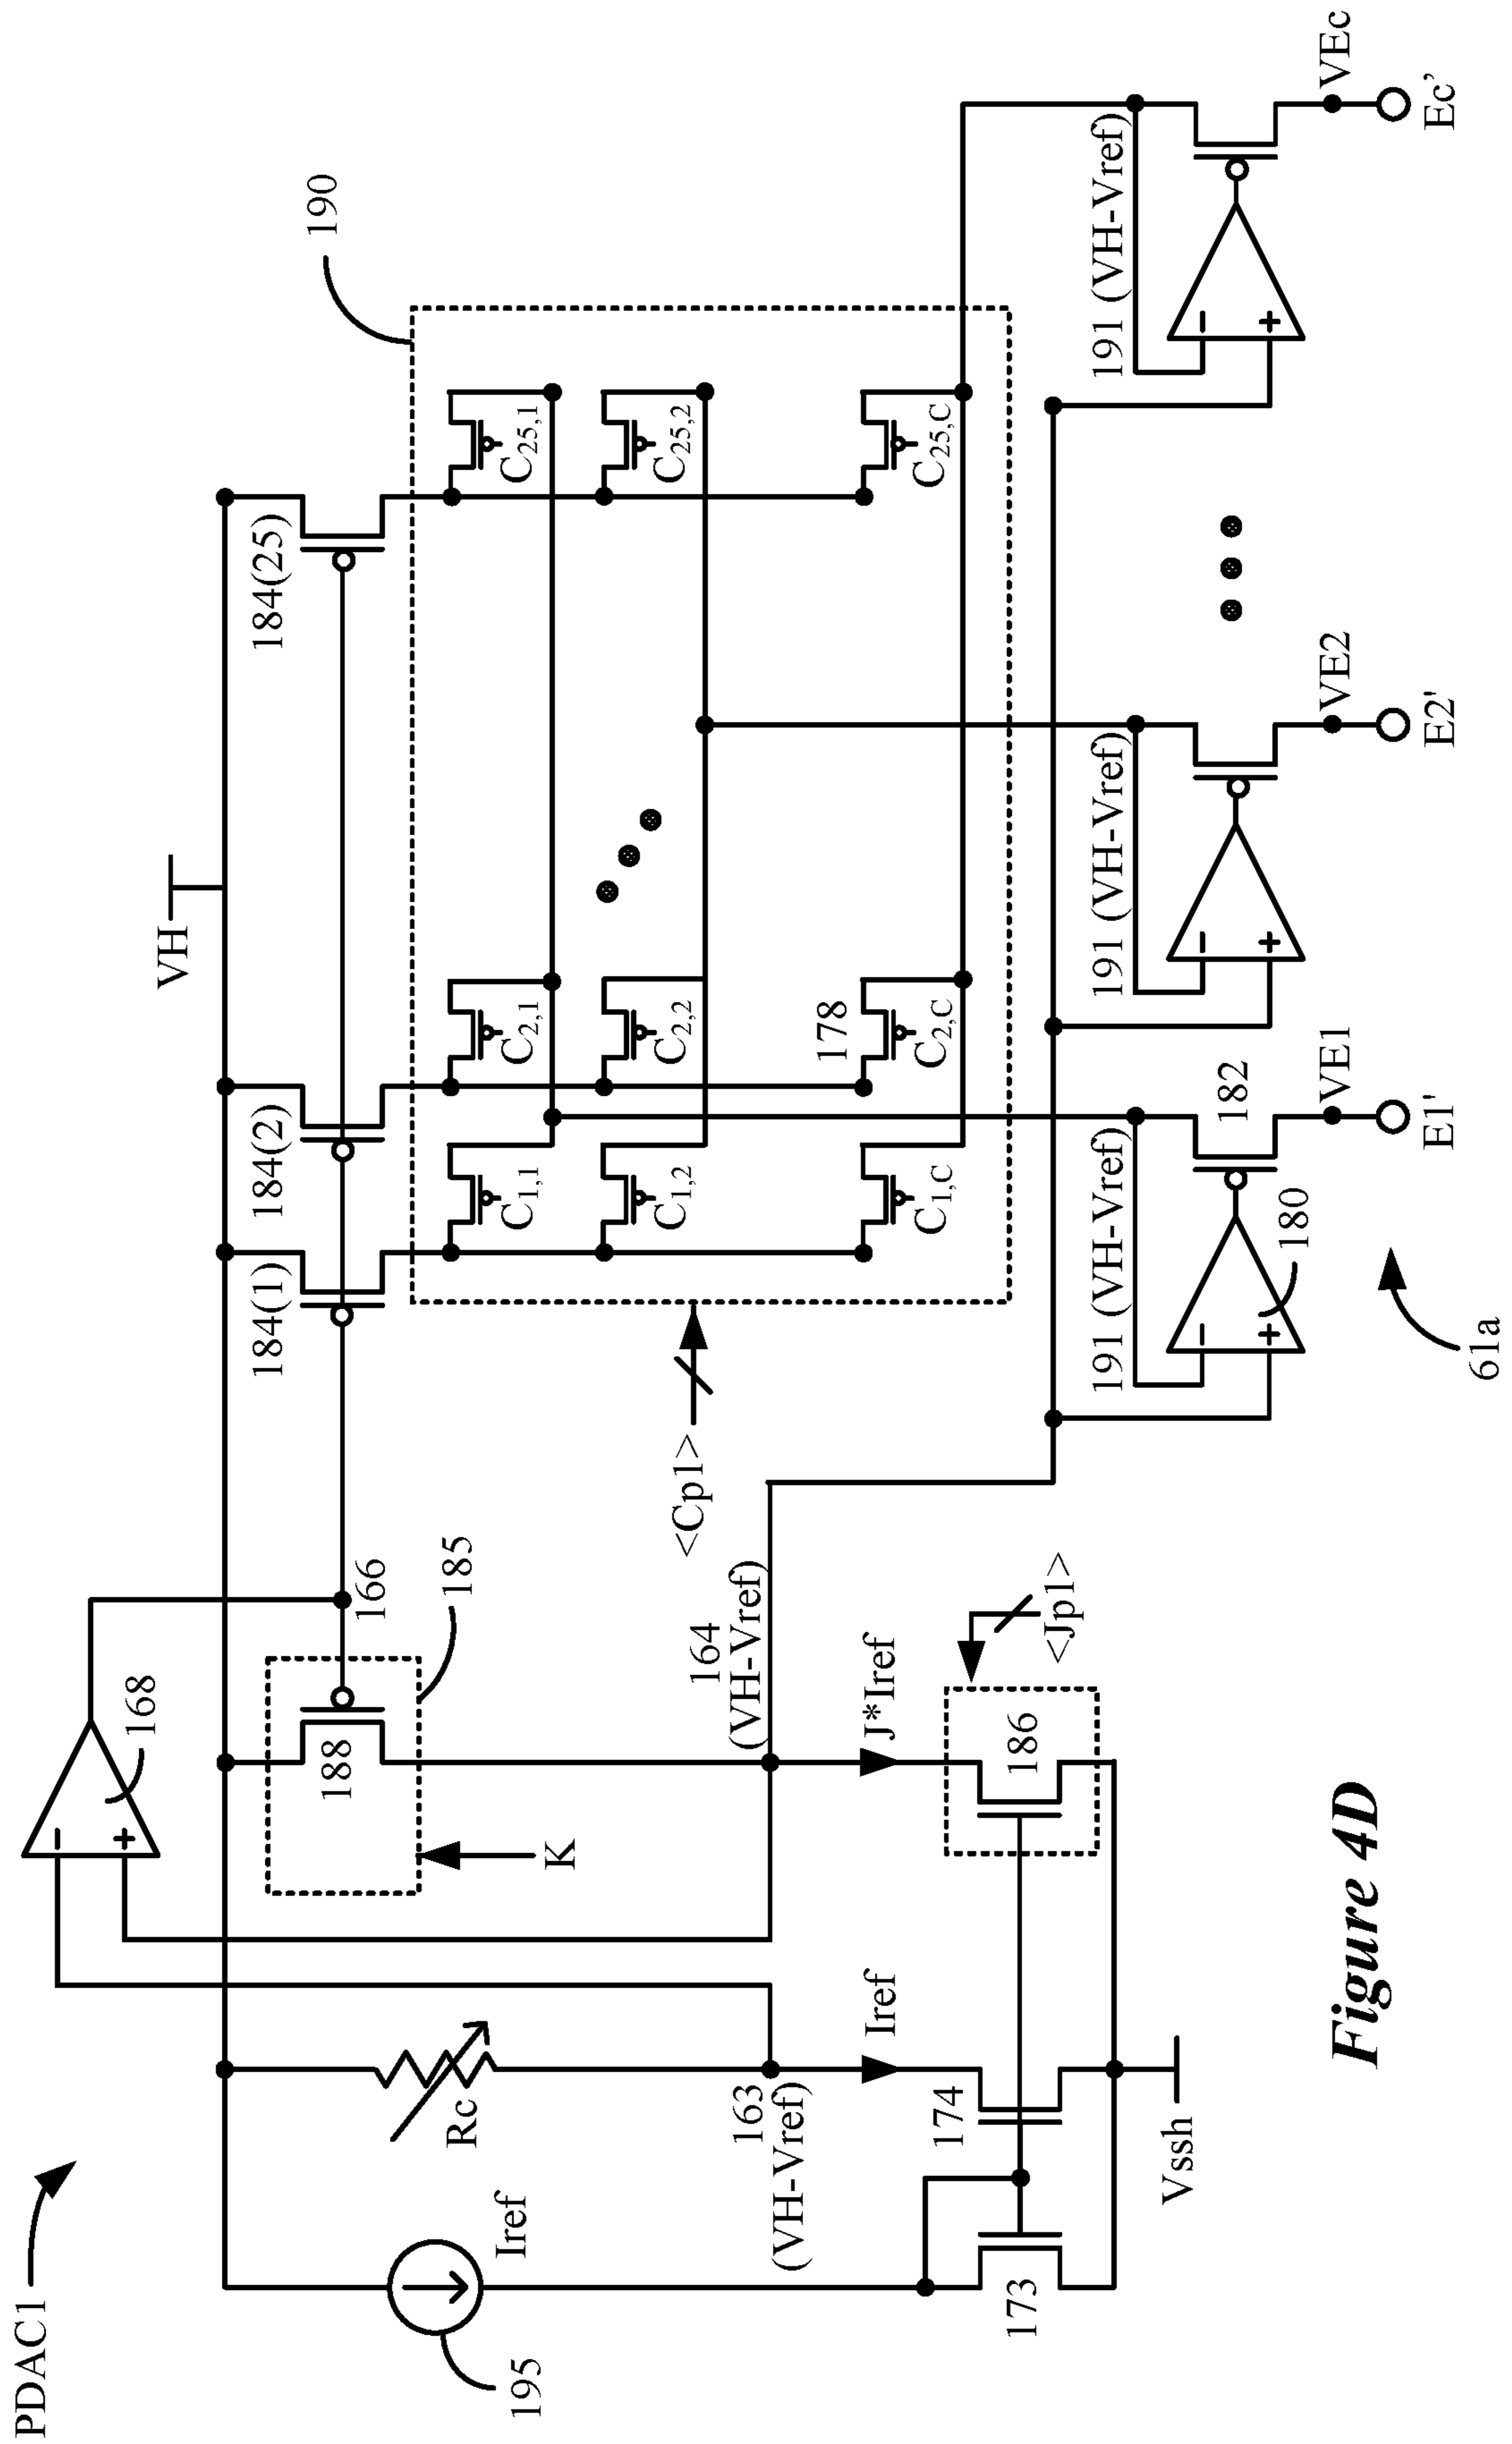 PDAC1
VH
168
184(1)
184(2)
184(25)
190
188
166
185
K
Rc
Iref
195
C1,1
C2,1
C25,1
C1,2
C2,2
C25,2
178
C1,C
C2,C
C25,C
<Cp1>
163
(VH-Vref)
164
(VH-Vref)
Iref
J*Iref
173
174
186
<Jp1>
Vssh
191 (VH-Vref)
191 (VH-Vref)
191 (VH-Vref)
180
182
VE1
VE2
VEc
E1'
E2'
Ec’
61a
Figure 4D